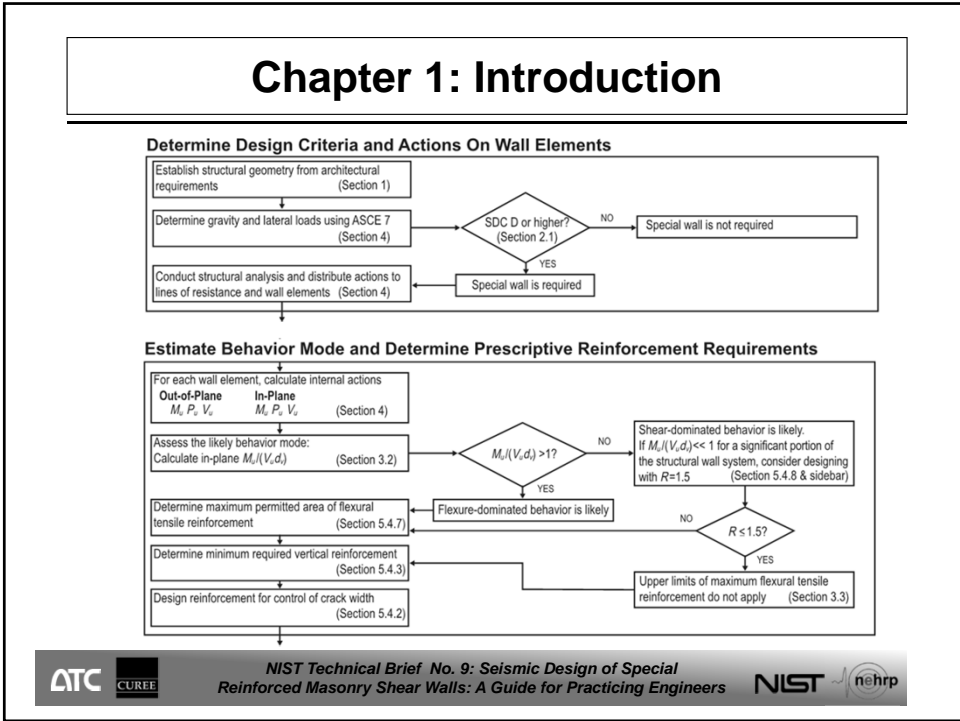 Chapter 1: Introduction
Determine Design Criteria and Actions On Wall Elements
Establish structural geometry from architectural
requirements (Section 1)
Determine gravity and lateral loads using ASCE 7
(Section 4)
SDC D or higher?
(Section 2.1)
NO
Special wall is not required
YES
Special wall is required
Conduct structural analysis and distribute actions to
lines of resistance and wall elements (Section 4)
Estimate Behavior Mode and Determine Prescriptive Reinforcement Requirements
For each wall element, calculate internal actions
Out-of-Plane In-Plane
Mᵤ Pᵤ Vᵤ Mᵤ Pᵤ Vᵤ (Section 4)
Assess the likely behavior mode:
Calculate in-plane Mᵤ/(Vᵤdᵥ) (Section 3.2)
Mᵤ/(Vᵤdᵥ) >1?
NO
Shear-dominated behavior is likely.
If Mᵤ/(Vᵤdᵥ)<< 1 for a significant portion of
the structural wall system, consider designing
with R=1.5 (Section 5.4.8 & sidebar)
YES
Flexure-dominated behavior is likely
Determine maximum permitted area of flexural
tensile reinforcement (Section 5.4.7)
NO
R ≤ 1.5?
YES
Determine minimum required vertical reinforcement
(Section 5.4.3)
Upper limits of maximum flexural tensile
reinforcement do not apply (Section 3.3)
Design reinforcement for control of crack width
(Section 5.4.2)
ATC CUREE
NIST Technical Brief No. 9: Seismic Design of Special
Reinforced Masonry Shear Walls: A Guide for Practicing Engineers
NIST nehrp